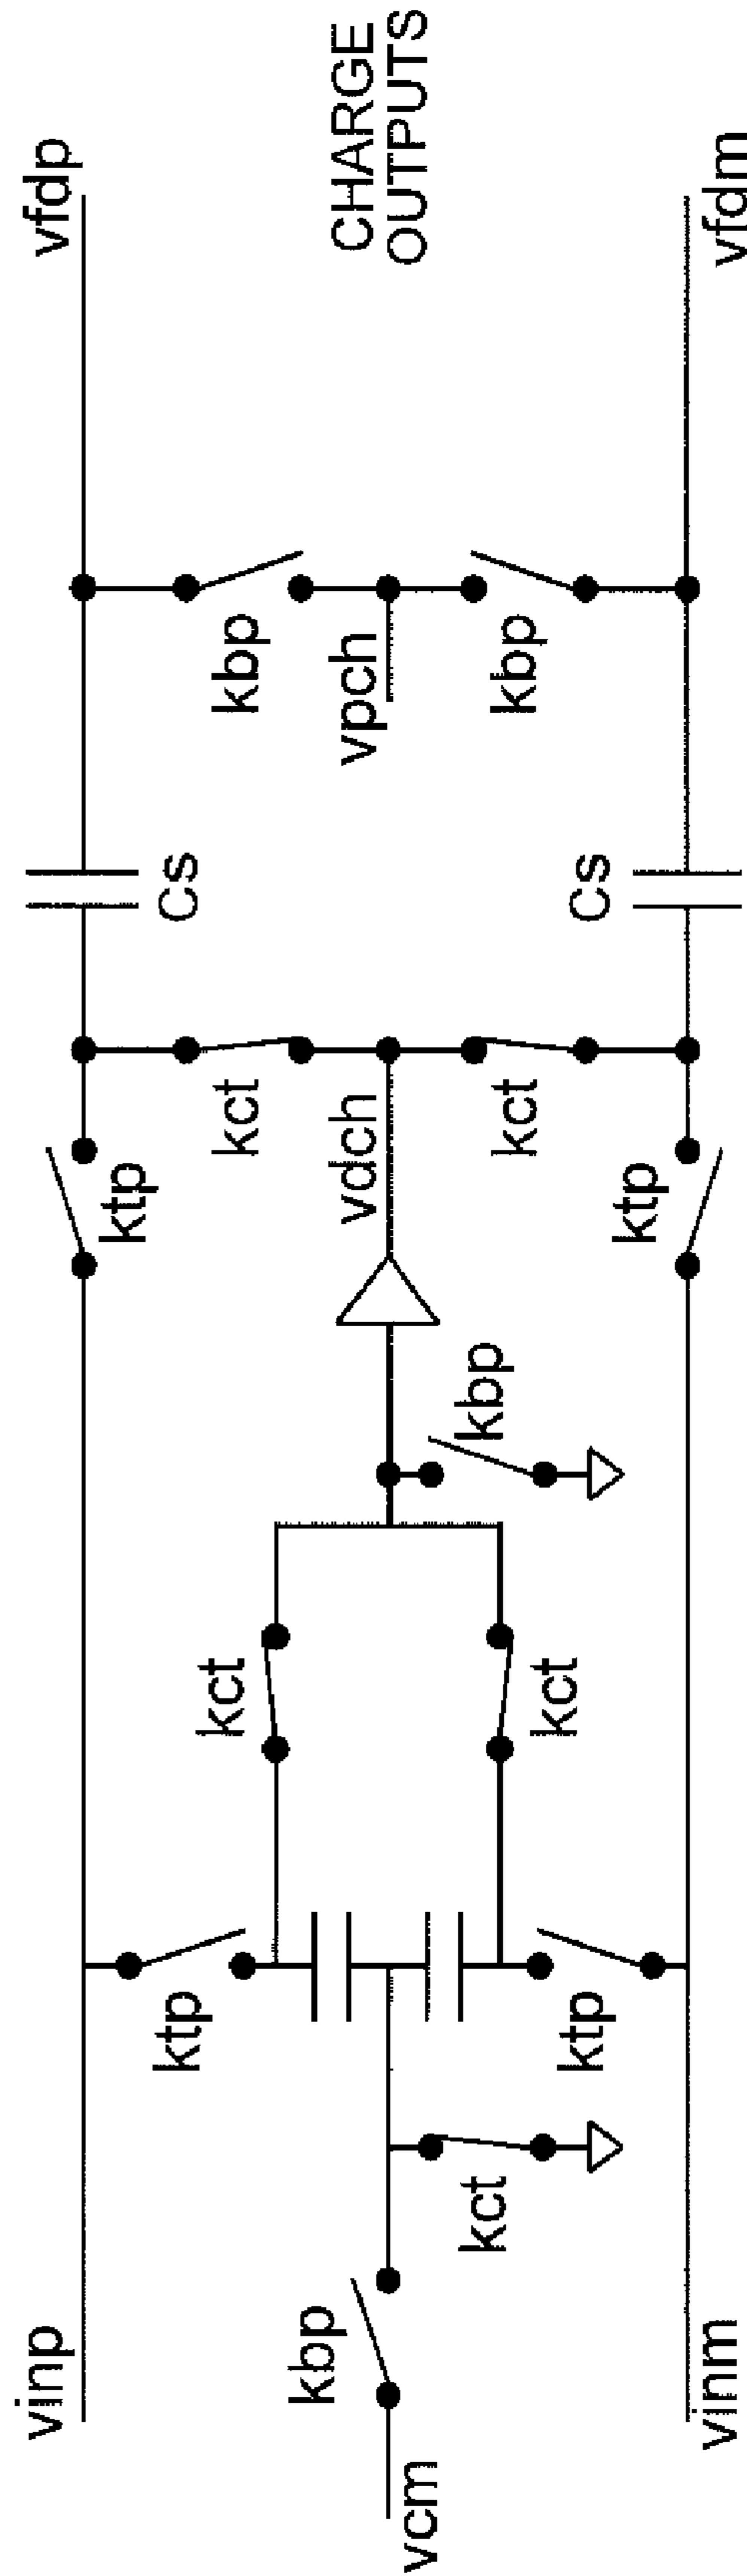 vinp
vfdp
ktp
Cs
kct
kbp
ktp
kct
vcm
kbp
kct
kbp
vdch
vpch
CHARGE
OUTPUTS
ktp
kct
kct
kbp
ktp
Cs
vinm
vfdm